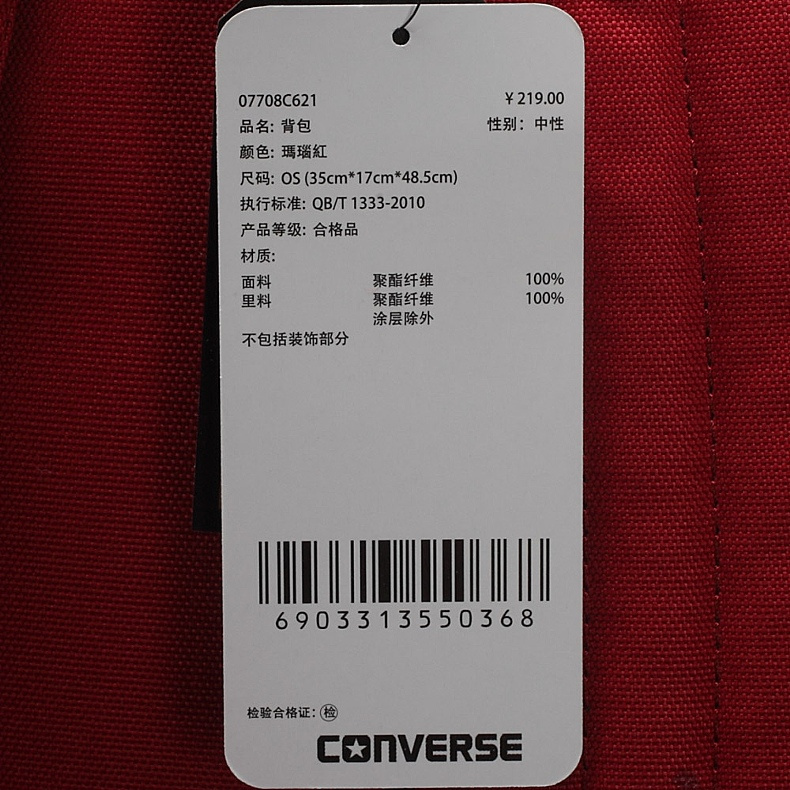 07708C621 ￥219.00
品名: 背包 性别: 中性
颜色: 瑪瑙紅
尺码: OS (35cm*17cm*48.5cm)
执行标准: QB/T 1333-2010
产品等级: 合格品
材质:
面料 聚酯纤维 100%
里料 聚酯纤维 100%
涂层除外
不包括装饰部分
6903313550368
检验合格证: 检
CONVERSE